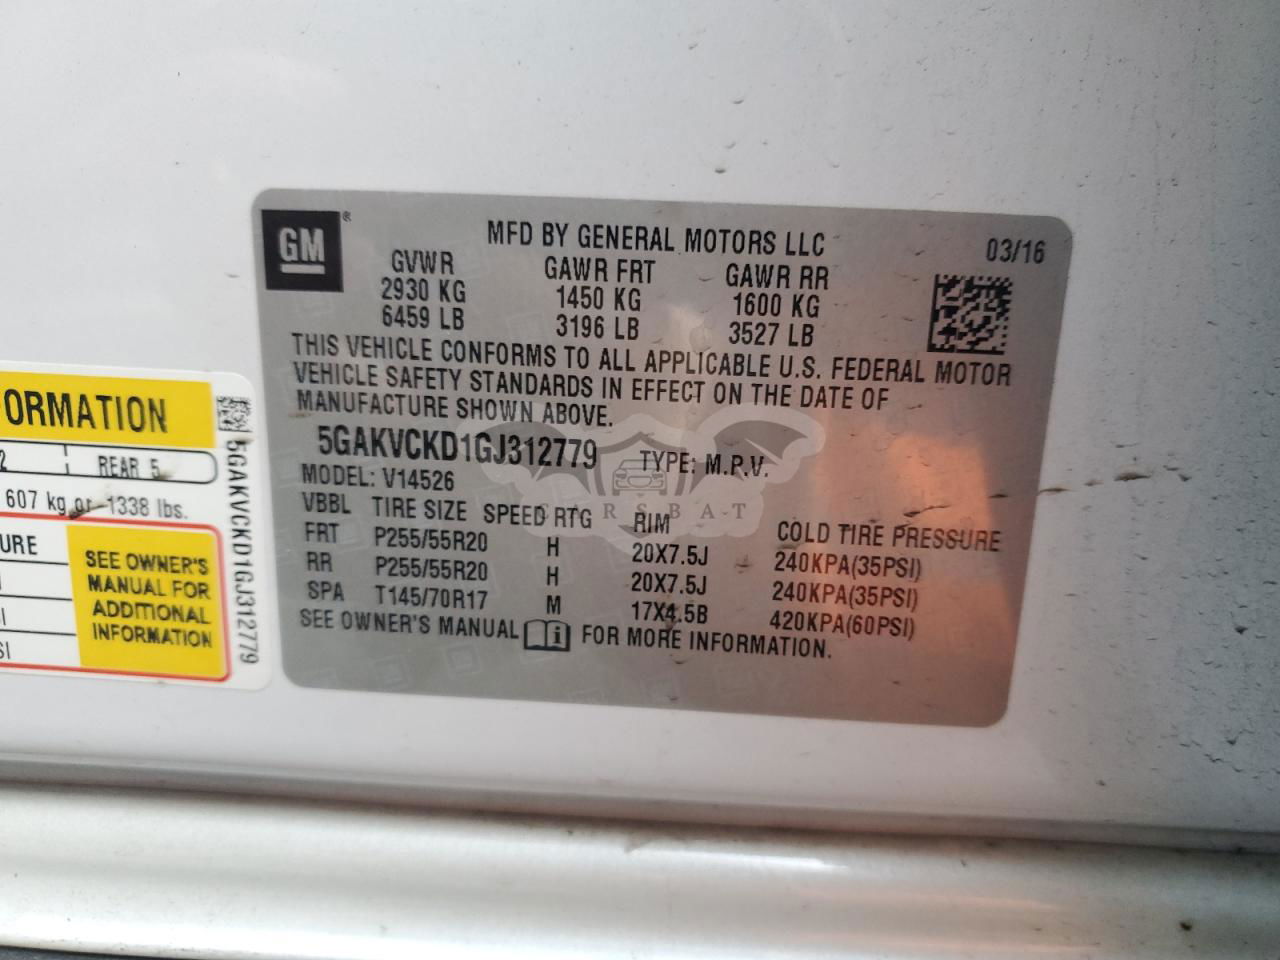 GM®
MFD BY GENERAL MOTORS LLC 03/16
GVWR GAWR FRT GAWR RR
2930 KG 1450 KG 1600 KG
6459 LB 3196 LB 3527 LB
THIS VEHICLE CONFORMS TO ALL APPLICABLE U.S. FEDERAL MOTOR
VEHICLE SAFETY STANDARDS IN EFFECT ON THE DATE OF
MANUFACTURE SHOWN ABOVE.
5GAKVCKD1GJ312779 TYPE: M.P.V.
MODEL: V14526
VBBL TIRE SIZE SPEED RTG RIM COLD TIRE PRESSURE
FRT P255/55R20 H 20X7.5J 240KPA(35PSI)
RR P255/55R20 H 20X7.5J 240KPA(35PSI)
SPA T145/70R17 M 17X4.5B 420KPA(60PSI)
SEE OWNER'S MANUAL i FOR MORE INFORMATION.
ORMATION
2 REAR 5
607 kg or 1338 lbs.
URE
SI
SEE OWNER'S
MANUAL FOR
ADDITIONAL
INFORMATION
5GAKVCKD1GJ312779